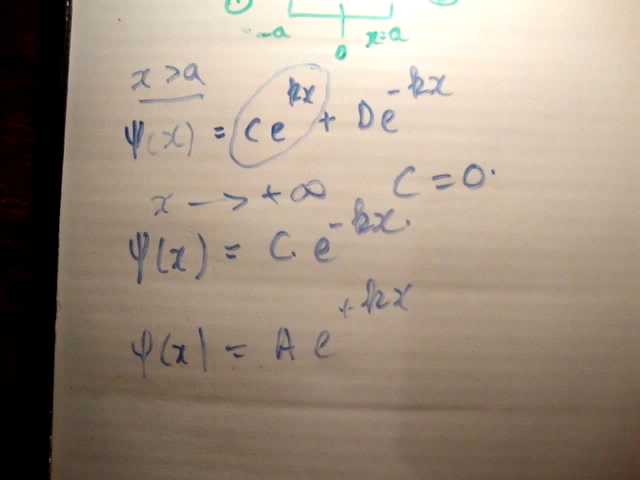 -a 0 x=a
x>a
ψ(x) = Ce^{kx} + De^{-kx}
x → +∞ C = 0.
ψ(x) = C. e^{-kx}.
ψ(x) = A e^{+kx}